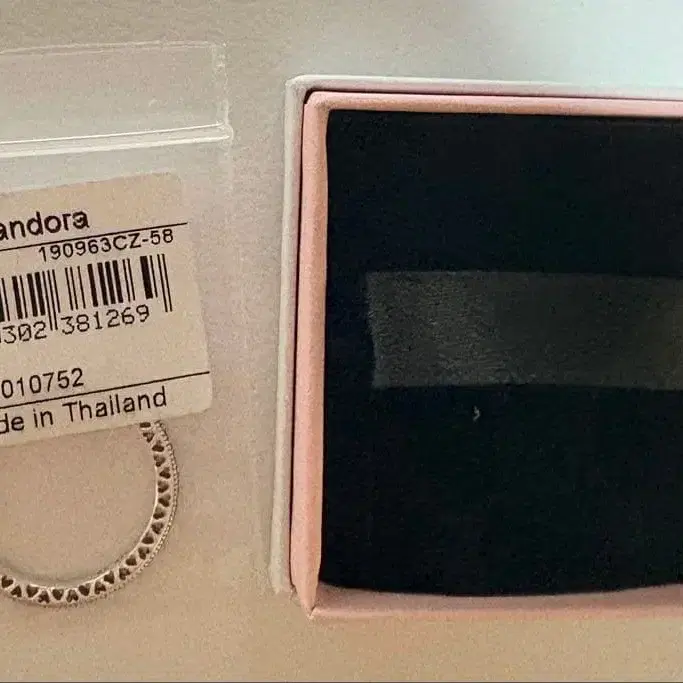 andora
190963CZ-58
302 381269
010752
de in Thailand